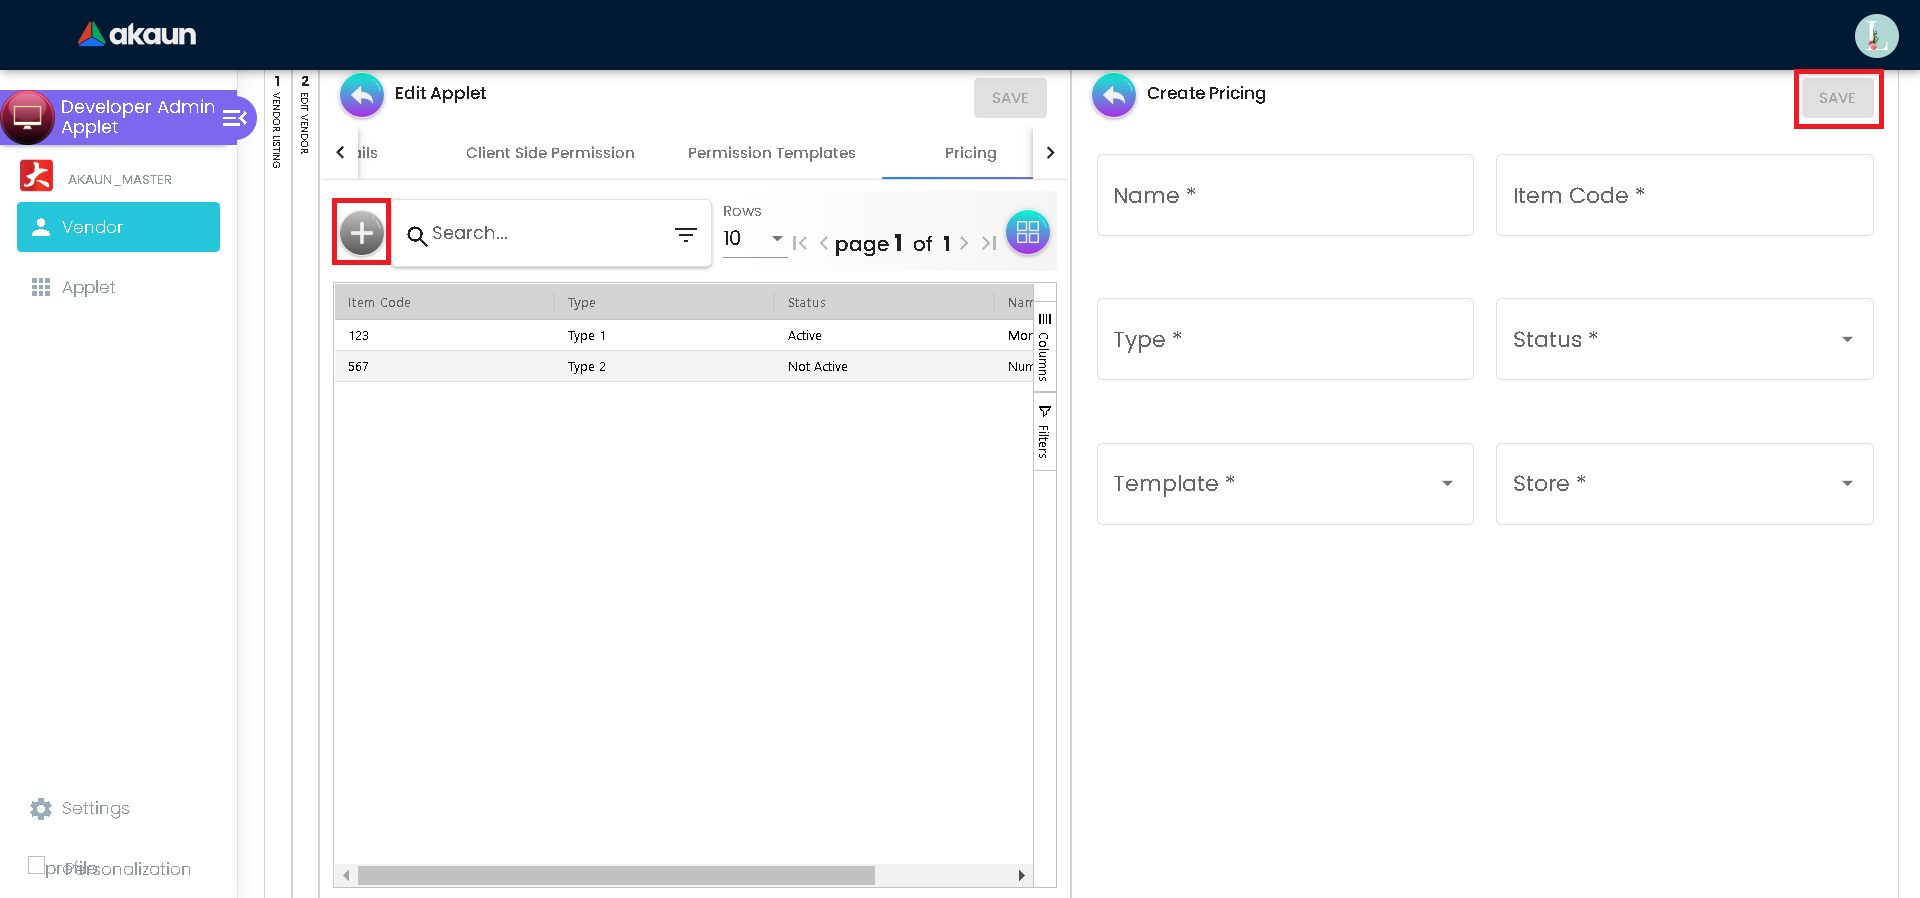 akaun
L
Developer Admin
Applet
AKAUN_MASTER
Vendor
Applet
Settings
profile
Personalization
1 VENDOR LISTING
2 EDIT VENDOR
Edit Applet
SAVE
ails
Client Side Permission
Permission Templates
Pricing
Search...
Rows
10
page 1 of 1
Item Code Type Status Nam
123 Type 1 Active Mor
567 Type 2 Not Active Num
Columns
Filters
Create Pricing
SAVE
Name *
Item Code *
Type *
Status *
Template *
Store *